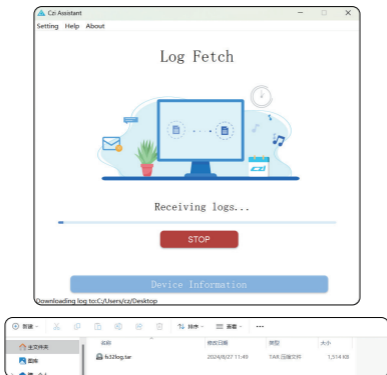 Czi Assistant
Setting Help About
Log Fetch
czi
Receiving logs...
STOP
Device Information
Downloading log to:C:/Users/cz/Desktop
新建
排序 查看
主文件夹
名称 修改日期 类型 大小
图库
fs32log.tar 2024/8/27 11:49 TAR 压缩文件 1,514 KB